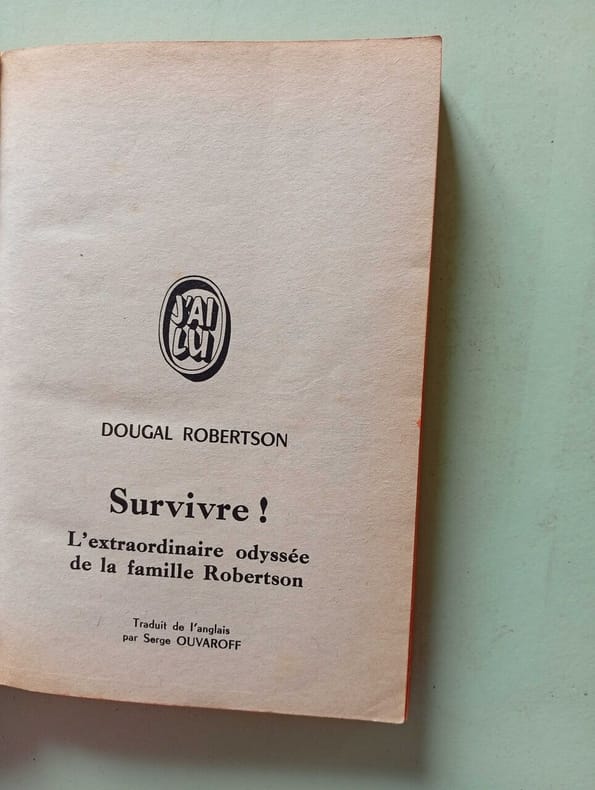 J'AI
LU
DOUGAL ROBERTSON
Survivre !
L'extraordinaire odyssée
de la famille Robertson
Traduit de l'anglais
par Serge OUVAROFF